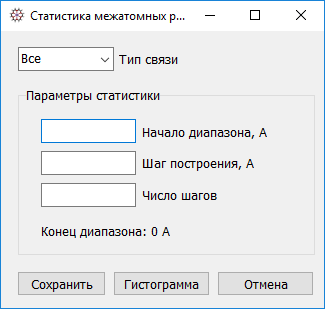 Статистика межатомных р...
Все
Тип связи
Параметры статистики
Начало диапазона, А
Шаг построения, А
Число шагов
Конец диапазона: 0 А
Сохранить
Гистограмма
Отмена